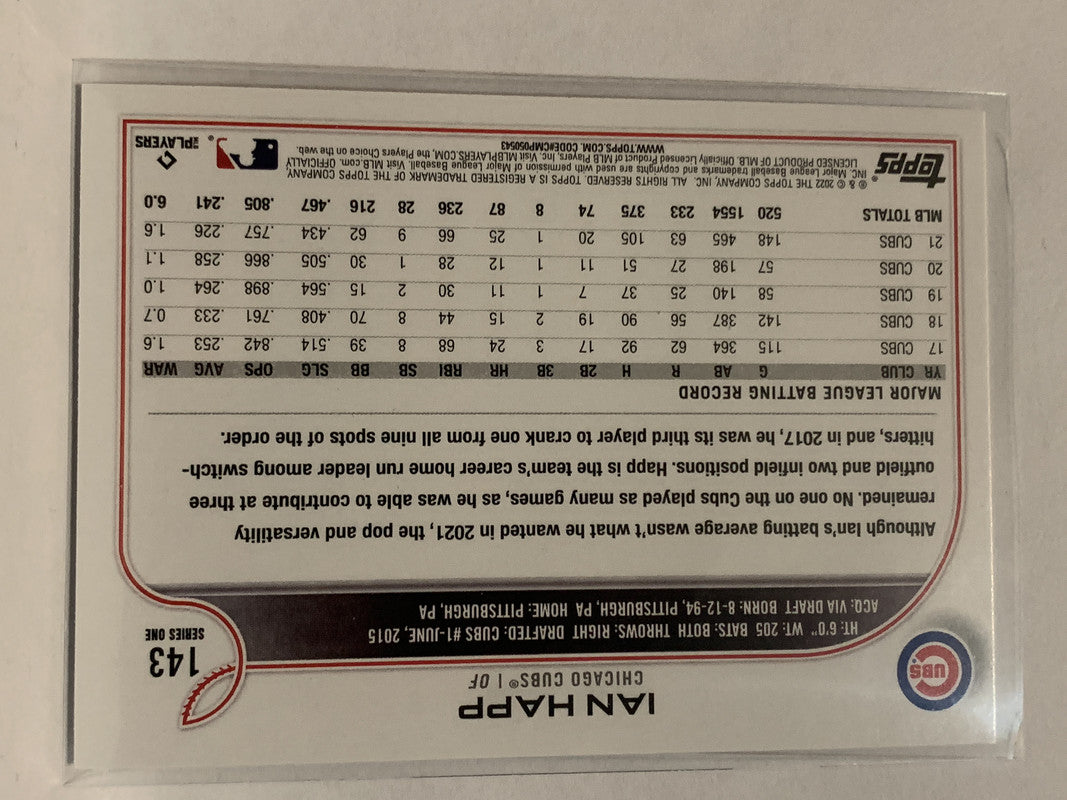 IAN HAPP
CHICAGO CUBS® | OF
143
SERIES ONE
CUBS
HT: 6'0" WT: 205 BATS: BOTH THROWS: RIGHT DRAFTED: CUBS #1-JUNE, 2015
ACQ: VIA DRAFT BORN: 8-12-94, PITTSBURGH, PA HOME: PITTSBURGH, PA
Although Ian's batting average wasn't what he wanted in 2021, the pop and versatility
remained. No one on the Cubs played as many games, as he was able to contribute at three
outfield and two infield positions. Happ is the team's career home run leader among switch-
hitters, and in 2017, he was its third player to crank one from all nine spots of the order.
MAJOR LEAGUE BATTING RECORD
YR CLUB G AB R H 2B 3B HR RBI SB BB SLG OPS AVG WAR
17 CUBS 115 364 62 92 17 3 24 68 8 39 .514 .842 .253 1.6
18 CUBS 142 387 56 90 19 2 15 44 8 70 .408 .761 .233 0.7
19 CUBS 58 140 25 37 7 1 11 30 2 15 .564 .898 .264 1.0
20 CUBS 57 198 27 51 11 1 12 28 1 30 .505 .866 .258 1.1
21 CUBS 148 465 63 105 20 1 25 66 9 62 .434 .757 .226 1.6
MLB TOTALS 520 1554 233 375 74 8 87 236 28 216 .467 .805 .241 6.0
topps®
® & © 2022 THE TOPPS COMPANY, INC. ALL RIGHTS RESERVED. TOPPS IS A REGISTERED TRADEMARK OF THE TOPPS COMPANY,
INC. Major League Baseball trademarks and copyrights are used with permission of Major League Baseball. Visit MLB.com. OFFICIALLY
LICENSED PRODUCT OF MLB. Officially Licensed Product of MLB Players, Inc. Visit MLBPLAYERS.COM, the Players Choice on the web.
WWW.TOPPS.COM. CODE#CMP050543
MLB PLAYERS